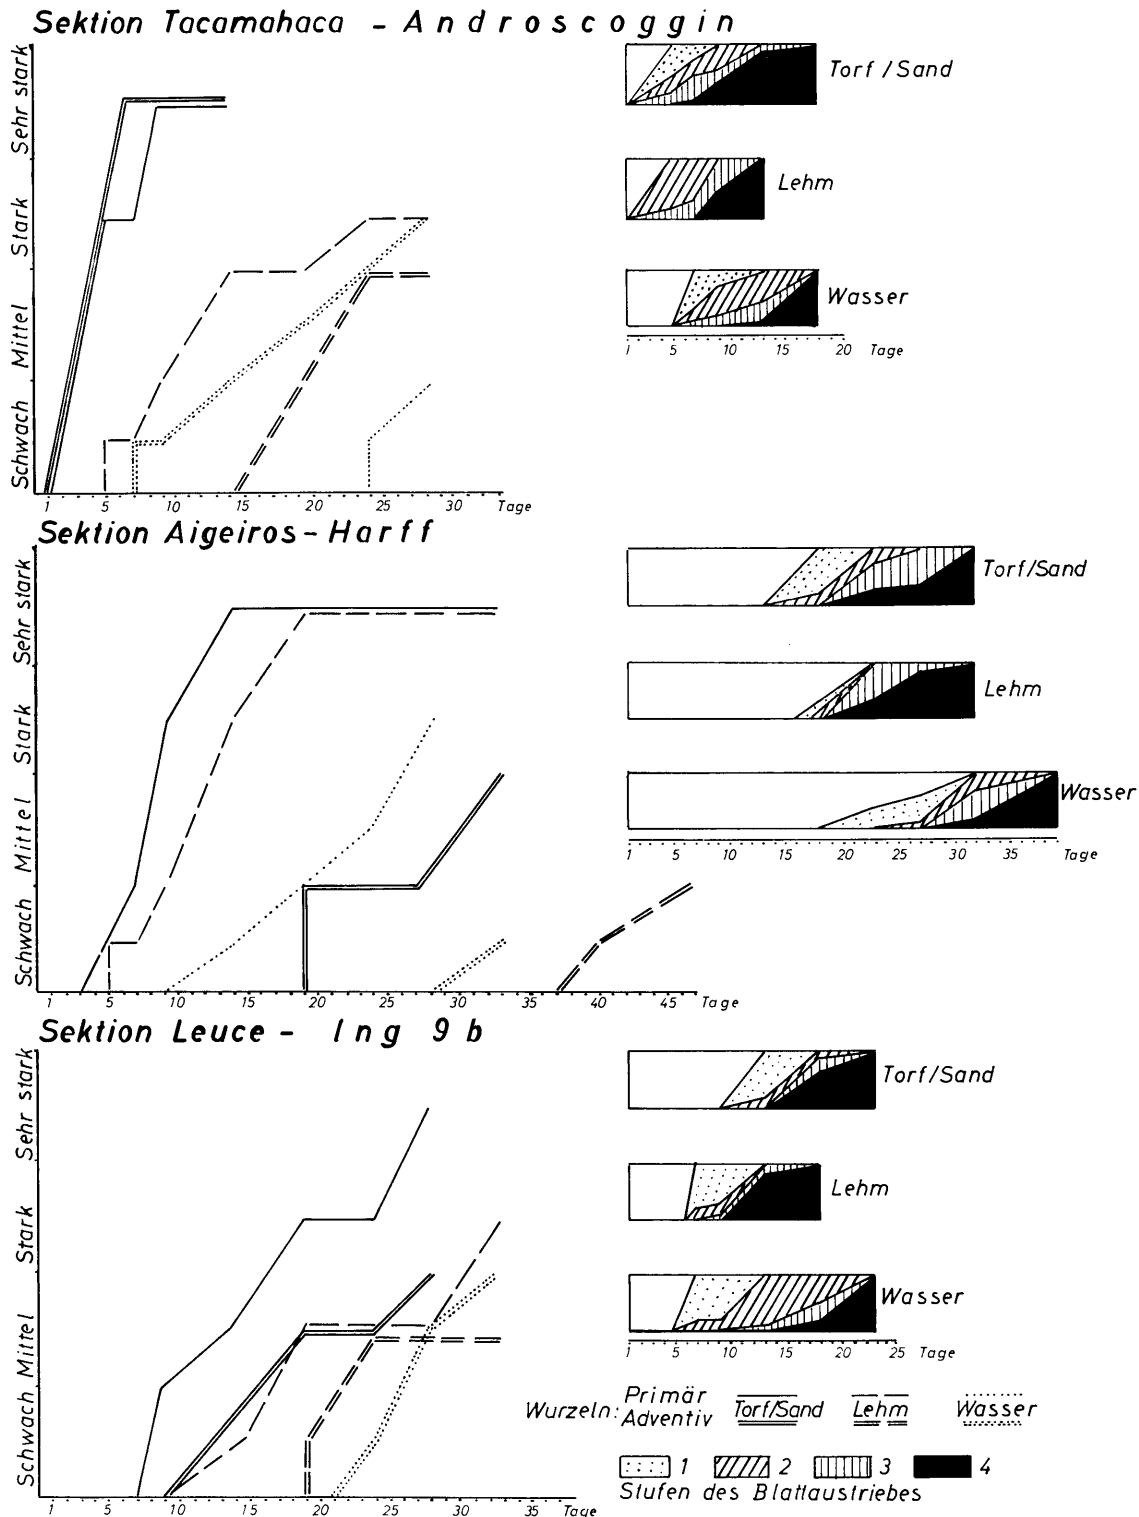 Sektion Tacamahaca - Androscoggin
Sehr stark
Stark
Mittel
Schwach
1 5 10 15 20 25 30 Tage
Torf/Sand
Lehm
Wasser
1 5 10 15 20 Tage
Sektion Aigeiros-Harff
Sehr stark
Stark
Mittel
Schwach
1 5 10 15 20 25 30 35 40 45 Tage
Torf/Sand
Lehm
Wasser
1 5 10 15 20 25 30 35 Tage
Sektion Leuce - Ing 9b
Sehr stark
Stark
Mittel
Schwach
1 5 10 15 20 25 30 35 Tage
Torf/Sand
Lehm
Wasser
1 5 10 15 20 25 Tage
Wurzeln: Primär
Adventiv
Torf/Sand Lehm Wasser
1 2 3 4
Stufen des Blattaustriebes